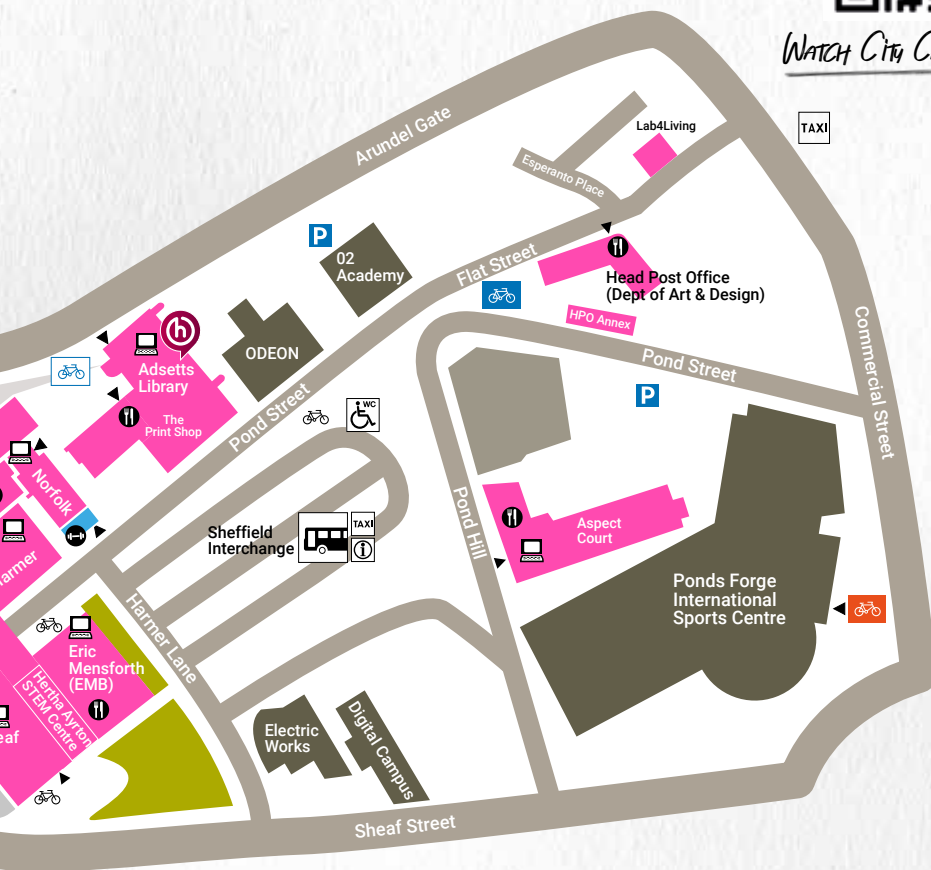 WATCH CITY
TAXI
Arundel Gate
Lab4Living
Esperanto Place
P
02
Academy
Flat Street
Head Post Office
(Dept of Art & Design)
HPO Annex
Commercial Street
h
Adsetts
Library
ODEON
The
Print Shop
Pond Street
Pond Street
P
WC
Norfolk
Pond Hill
Sheffield
Interchange
TAXI
i
Aspect
Court
Harmer Lane
Ponds Forge
International
Sports Centre
Eric
Mensforth
(EMB)
Hertha Ayrton
STEM Centre
Electric
Works
Digital Campus
Sheaf Street